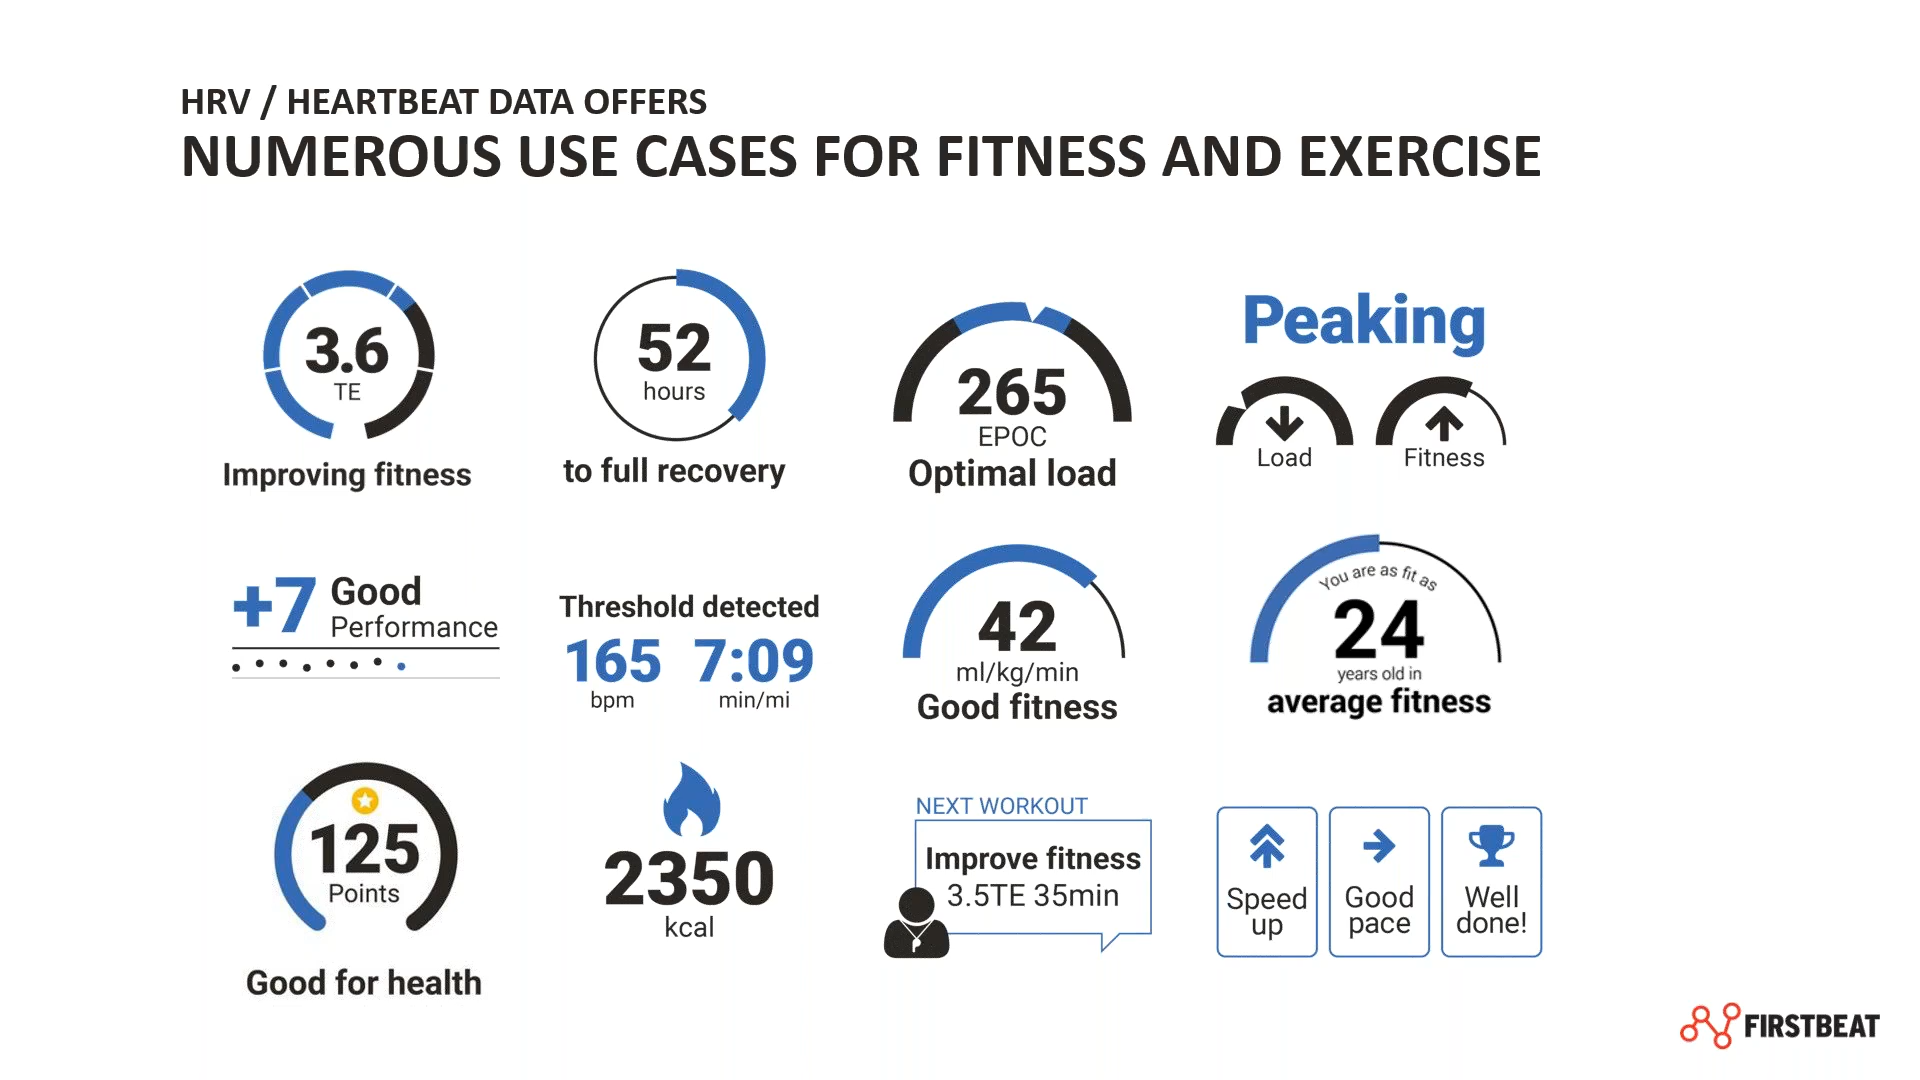 HRV / HEARTBEAT DATA OFFERS
NUMEROUS USE CASES FOR FITNESS AND EXERCISE
3.6
TE
Improving fitness
52
hours
to full recovery
265
EPOC
Optimal load
Peaking
Load
Fitness
+7 Good
Performance
Threshold detected
165 7:09
bpm min/mi
42
ml/kg/min
Good fitness
You are as fit as
24
years old in
average fitness
125
Points
Good for health
2350
kcal
NEXT WORKOUT
Improve fitness
3.5TE 35min
Speed
up
Good
pace
Well
done!
FIRSTBEAT